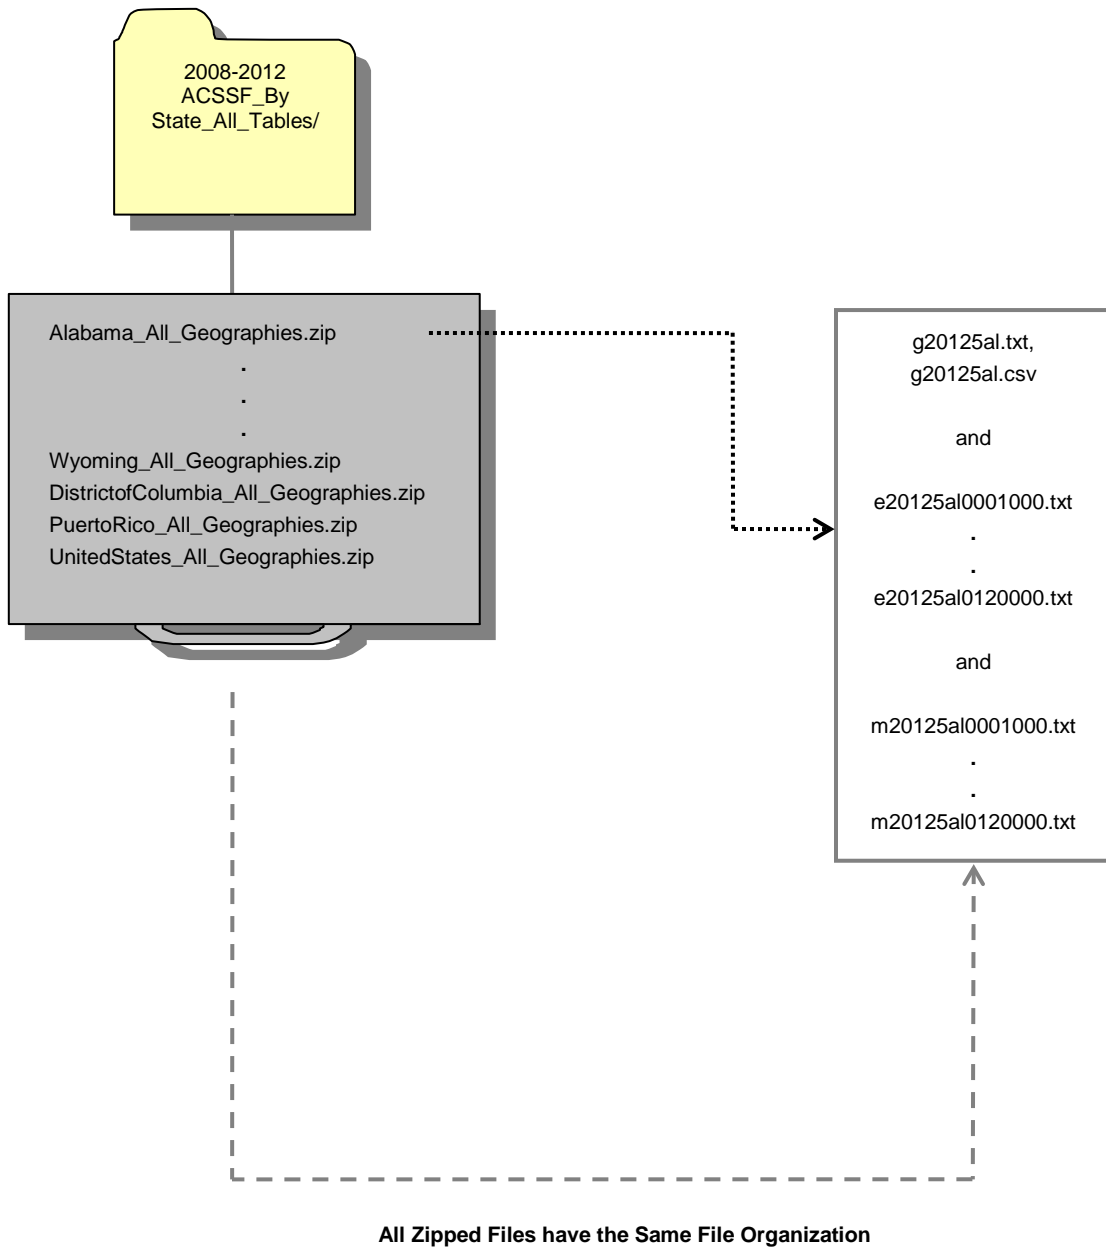 2008-2012
ACSSF_By
State_All_Tables/
Alabama_All_Geographies.zip
.
.
.
Wyoming_All_Geographies.zip
DistrictofColumbia_All_Geographies.zip
PuertoRico_All_Geographies.zip
UnitedStates_All_Geographies.zip
g20125al.txt,
g20125al.csv
and
e20125al0001000.txt
.
.
e20125al0120000.txt
and
m20125al0001000.txt
.
.
m20125al0120000.txt
All Zipped Files have the Same File Organization